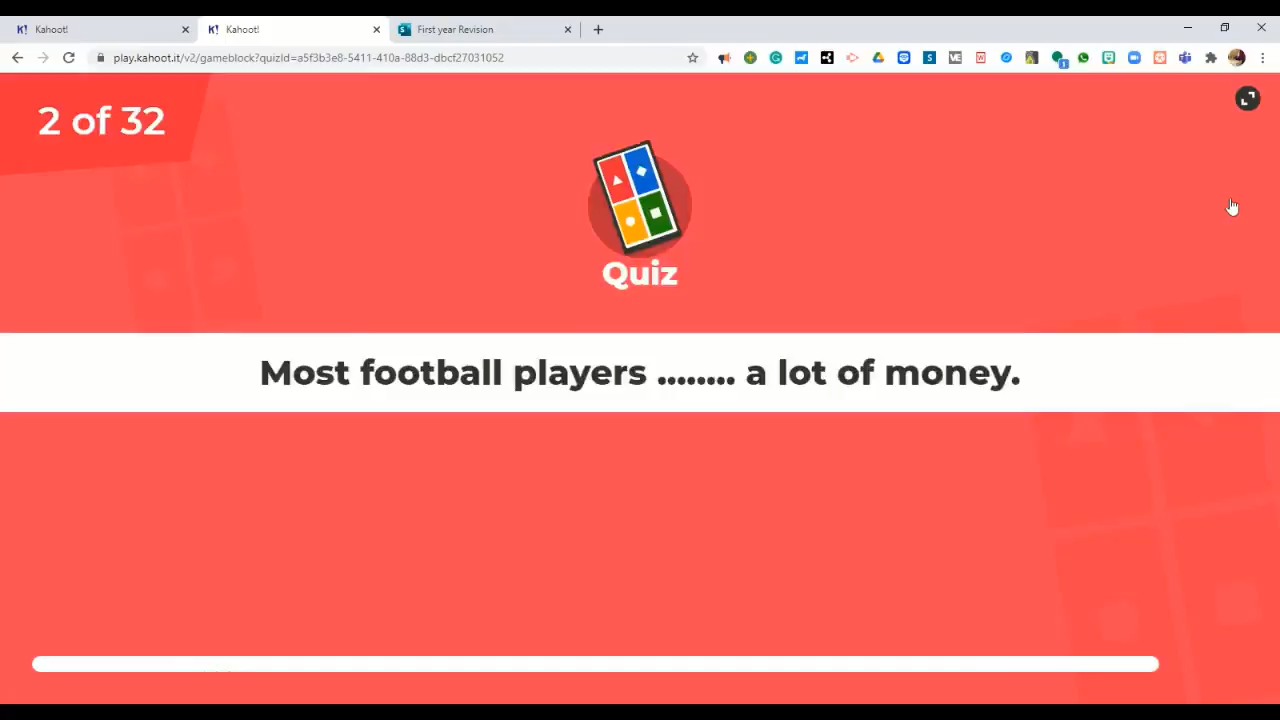 K! Kahoot!
K! Kahoot!
S First year Revision
play.kahoot.it/v2/gameblock?quizId=a5f3b3e8-5411-410a-88d3-dbcf27031052
2 of 32
Quiz
Most football players ........ a lot of money.